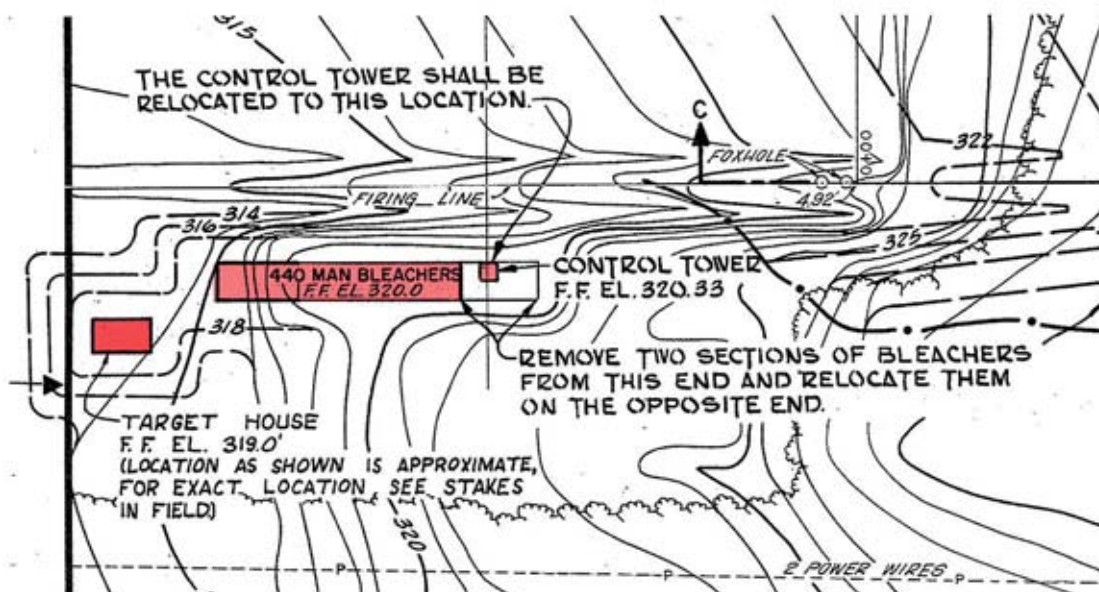 315
THE CONTROL TOWER SHALL BE
RELOCATED TO THIS LOCATION.
C
FOXHOLE
0+00
322
4.92'
FIRING LINE
314
316
325
440 MAN BLEACHERS
F.F. EL. 320.0
CONTROL TOWER
F.F. EL. 320.33
318
REMOVE TWO SECTIONS OF BLEACHERS
FROM THIS END AND RELOCATE THEM
ON THE OPPOSITE END.
TARGET HOUSE
F.F. EL. 319.0'
(LOCATION AS SHOWN IS APPROXIMATE,
FOR EXACT LOCATION SEE STAKES
IN FIELD)
320
P
P
2 POWER WIRES
P